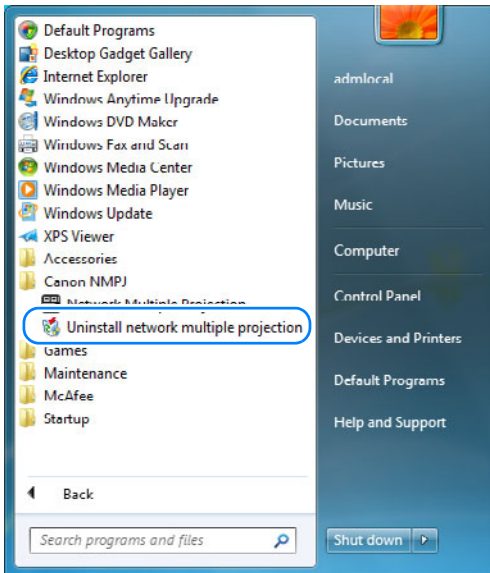 Default Programs
Desktop Gadget Gallery
Internet Explorer
Windows Anytime Upgrade
Windows DVD Maker
Windows Fax and Scan
Windows Media Center
Windows Media Player
Windows Update
XPS Viewer
Accessories
Canon NMPJ
Network Multiple Projection
Uninstall network multiple projection
Games
Maintenance
McAfee
Startup
Back
Search programs and files
admlocal
Documents
Pictures
Music
Computer
Control Panel
Devices and Printers
Default Programs
Help and Support
Shut down